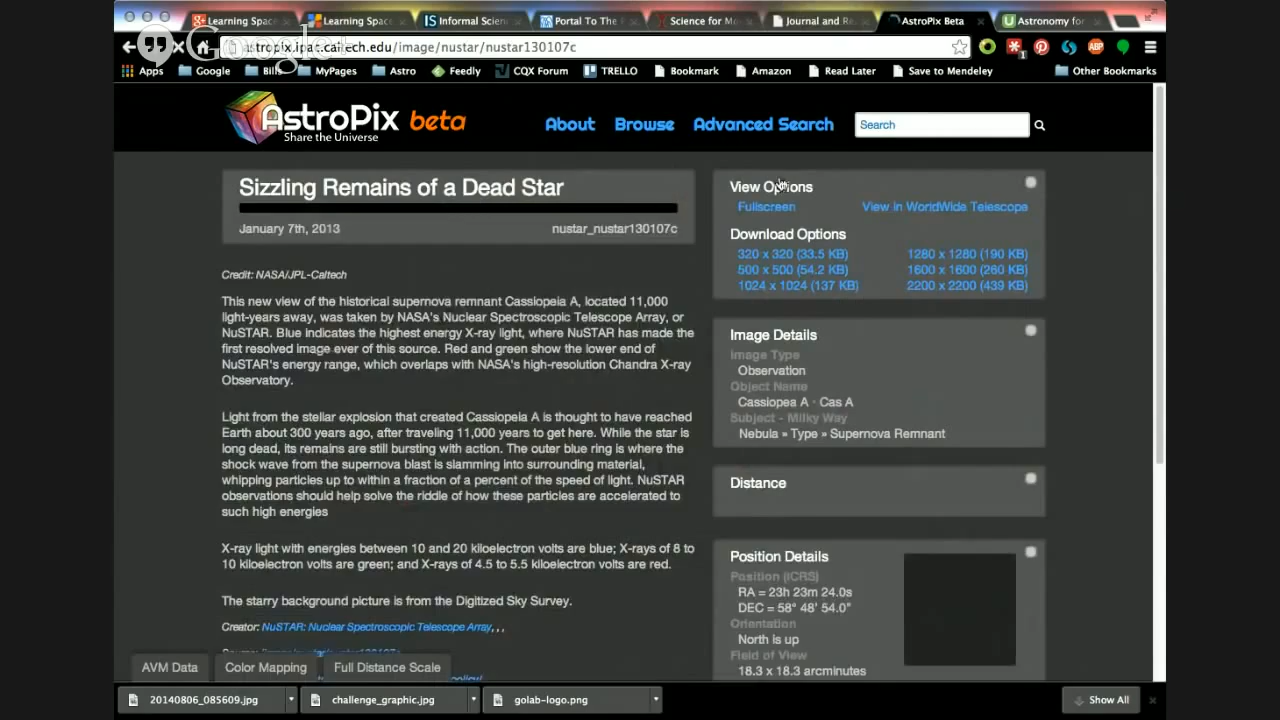 Learning Space
Learning Space
Informal Scien
Portal To The
Science for Mo
Journal and Re
AstroPix Beta
Astronomy for
Google+
astropix.ipac.caltech.edu/image/nustar/nustar130107c
Apps
Google
Bills
MyPages
Astro
Feedly
CQX Forum
TRELLO
Bookmark
Amazon
Read Later
Save to Mendeley
Other Bookmarks
AstroPix beta
Share the Universe
About
Browse
Advanced Search
Search
Sizzling Remains of a Dead Star
January 7th, 2013
nustar_nustar130107c
Credit: NASA/JPL-Caltech
This new view of the historical supernova remnant Cassiopeia A, located 11,000
light-years away, was taken by NASA's Nuclear Spectroscopic Telescope Array, or
NuSTAR. Blue indicates the highest energy X-ray light, where NuSTAR has made the
first resolved image ever of this source. Red and green show the lower end of
NuSTAR's energy range, which overlaps with NASA's high-resolution Chandra X-ray
Observatory.
Light from the stellar explosion that created Cassiopeia A is thought to have reached
Earth about 300 years ago, after traveling 11,000 years to get here. While the star is
long dead, its remains are still bursting with action. The outer blue ring is where the
shock wave from the supernova blast is slamming into surrounding material,
whipping particles up to within a fraction of a percent of the speed of light. NuSTAR
observations should help solve the riddle of how these particles are accelerated to
such high energies
X-ray light with energies between 10 and 20 kiloelectron volts are blue; X-rays of 8 to
10 kiloelectron volts are green; and X-rays of 4.5 to 5.5 kiloelectron volts are red.
The starry background picture is from the Digitized Sky Survey.
Creator: NuSTAR: Nuclear Spectroscopic Telescope Array, , ,
View Options
Fullscreen
View in WorldWide Telescope
Download Options
320 x 320 (33.5 KB)
1280 x 1280 (190 KB)
500 x 500 (54.2 KB)
1600 x 1600 (260 KB)
1024 x 1024 (137 KB)
2200 x 2200 (439 KB)
Image Details
Image Type
Observation
Object Name
Cassiopea A · Cas A
Subject - Milky Way
Nebula » Type » Supernova Remnant
Distance
Position Details
Position (ICRS)
RA = 23h 23m 24.0s
DEC = 58° 48' 54.0"
Orientation
North is up
Field of View
18.3 x 18.3 arcminutes
AVM Data
Color Mapping
Full Distance Scale
20140806_085609.jpg
challenge_graphic.jpg
golab-logo.png
Show All